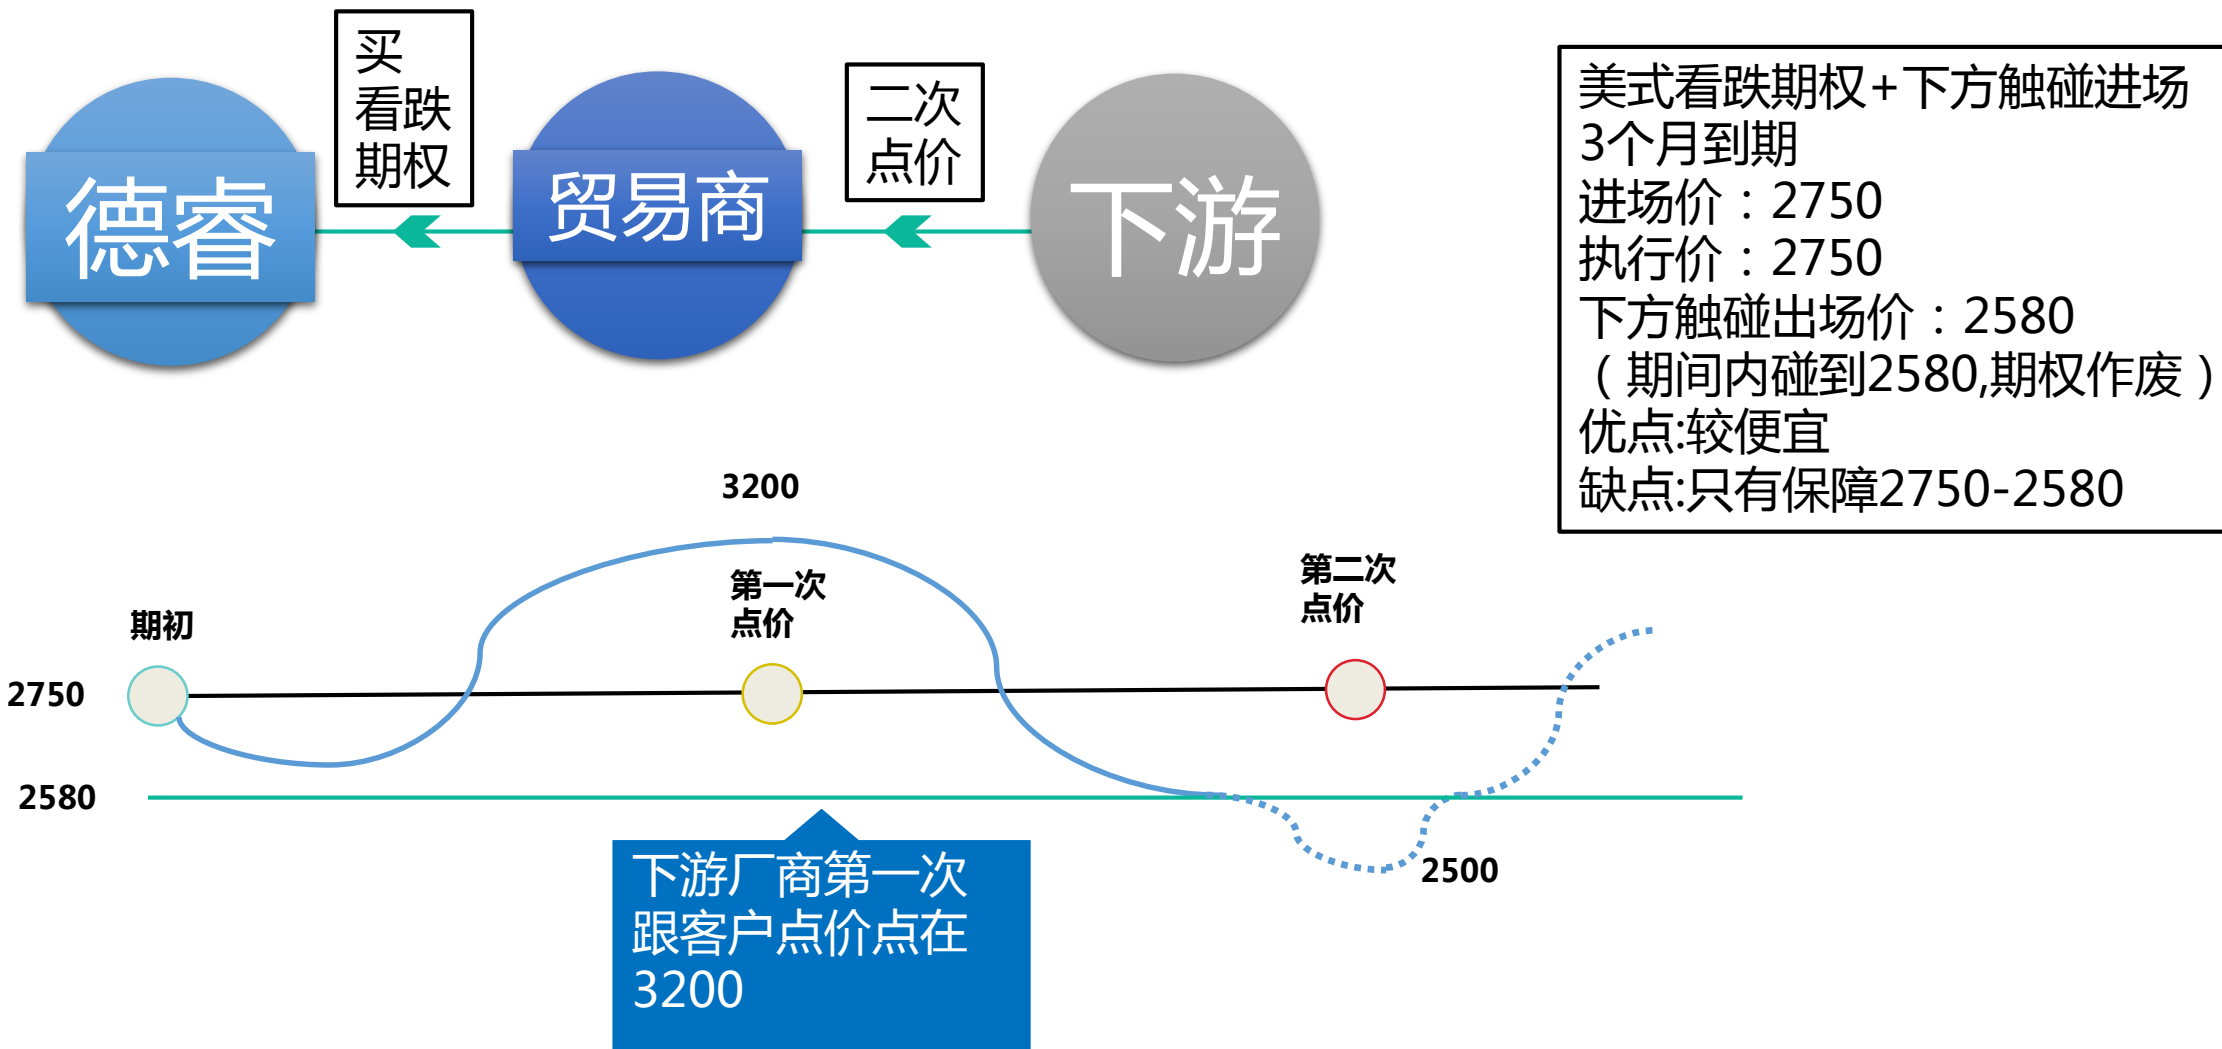 买
看跌
期权
德睿
贸易商
二次
点价
下游
美式看跌期权+下方触碰进场
3个月到期
进场价：2750
执行价：2750
下方触碰出场价：2580
（期间内碰到2580,期权作废）
优点:较便宜
缺点:只有保障2750-2580
3200
期初
第一次
点价
第二次
点价
2750
2580
2500
下游厂商第一次
跟客户点价点在
3200